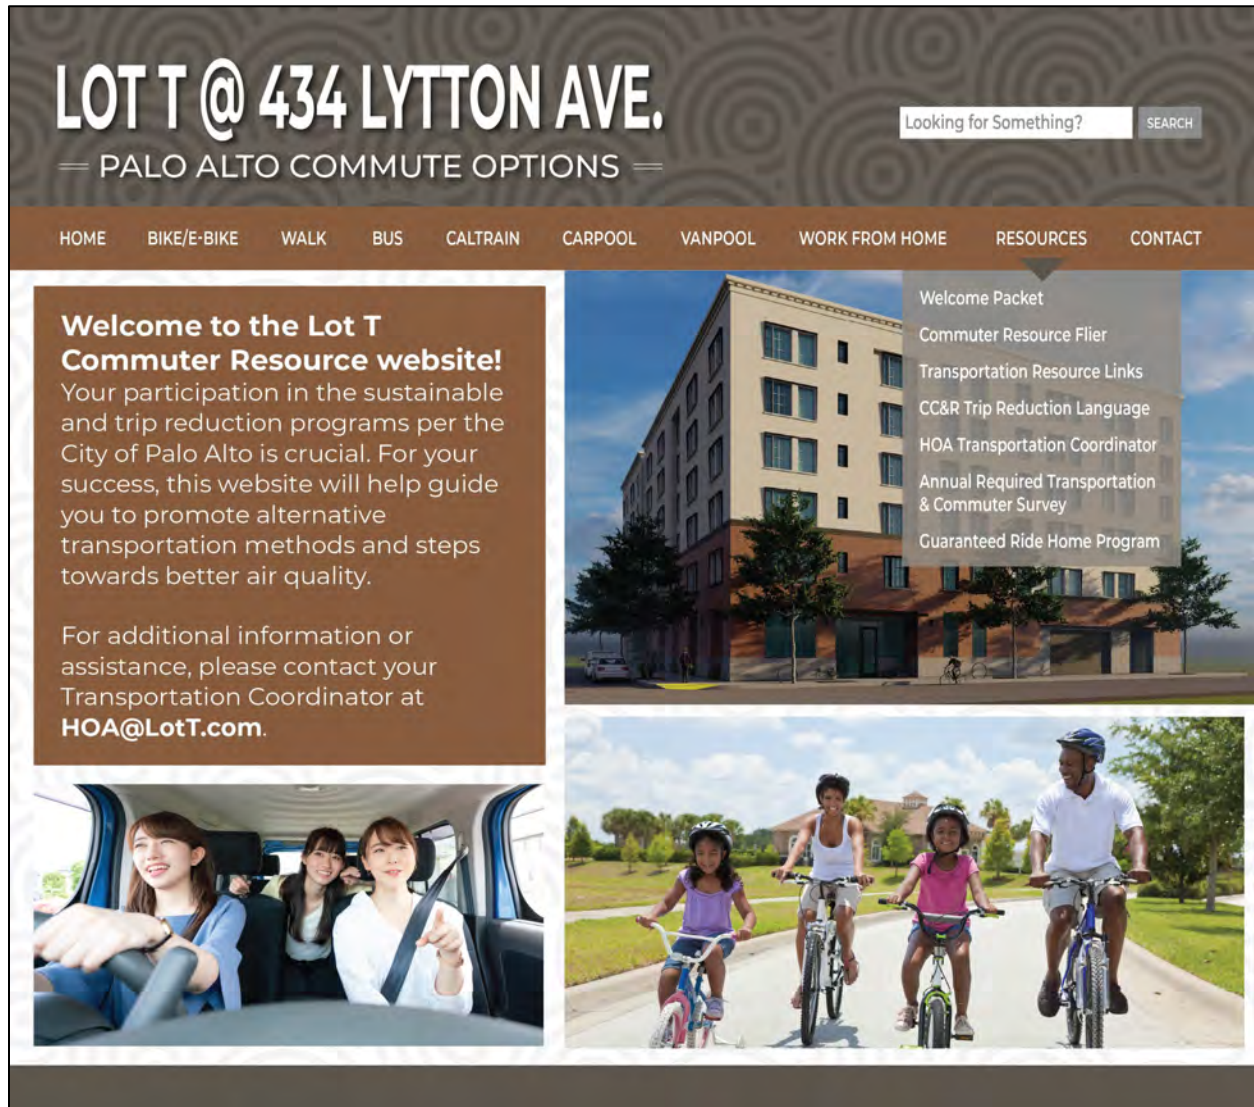 LOT T @ 434 LYTTON AVE.
PALO ALTO COMMUTE OPTIONS
Looking for Something?
SEARCH
HOME BIKE/E-BIKE WALK BUS CALTRAIN CARPOOL VANPOOL WORK FROM HOME RESOURCES CONTACT
Welcome to the Lot T
Commuter Resource website!
Your participation in the sustainable
and trip reduction programs per the
City of Palo Alto is crucial. For your
success, this website will help guide
you to promote alternative
transportation methods and steps
towards better air quality.
For additional information or
assistance, please contact your
Transportation Coordinator at
HOA@LotT.com.
Welcome Packet
Commuter Resource Flier
Transportation Resource Links
CC&R Trip Reduction Language
HOA Transportation Coordinator
Annual Required Transportation
& Commuter Survey
Guaranteed Ride Home Program